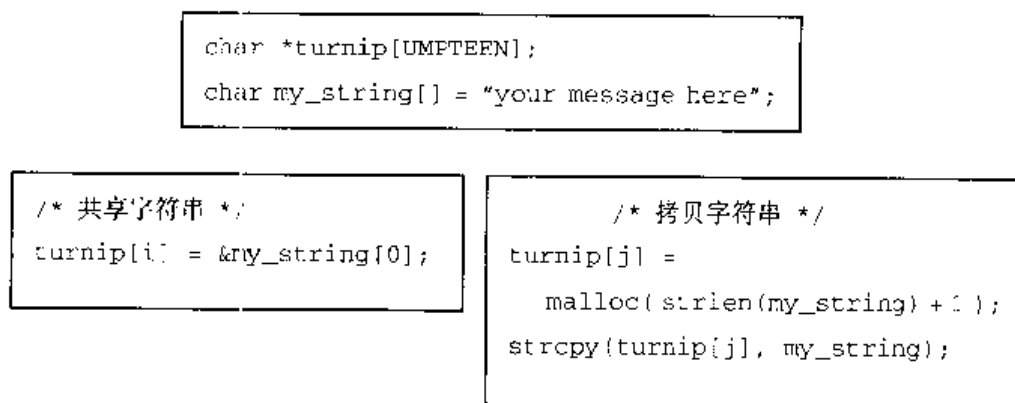 char *turnip[UMPTEEN];
char my_string[] = "your message here";
/* 共享字符串 */
turnip[i] = &my_string[0];
/* 拷贝字符串 */
turnip[j] =
malloc( strlen(my_string) + 1 );
strcpy(turnip[j], my_string);